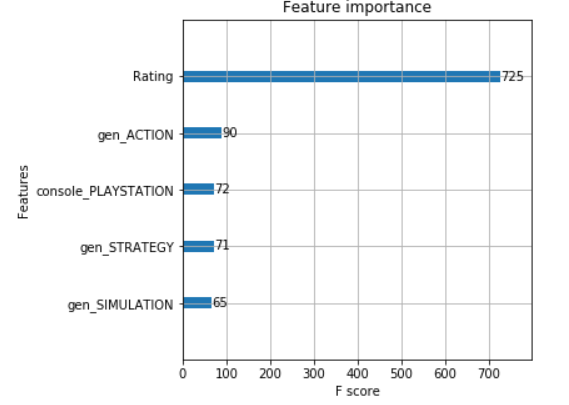 Feature importance
Rating
725
gen_ACTION
90
console_PLAYSTATION
72
gen_STRATEGY
71
gen_SIMULATION
65
Features
0 100 200 300 400 500 600 700
F score